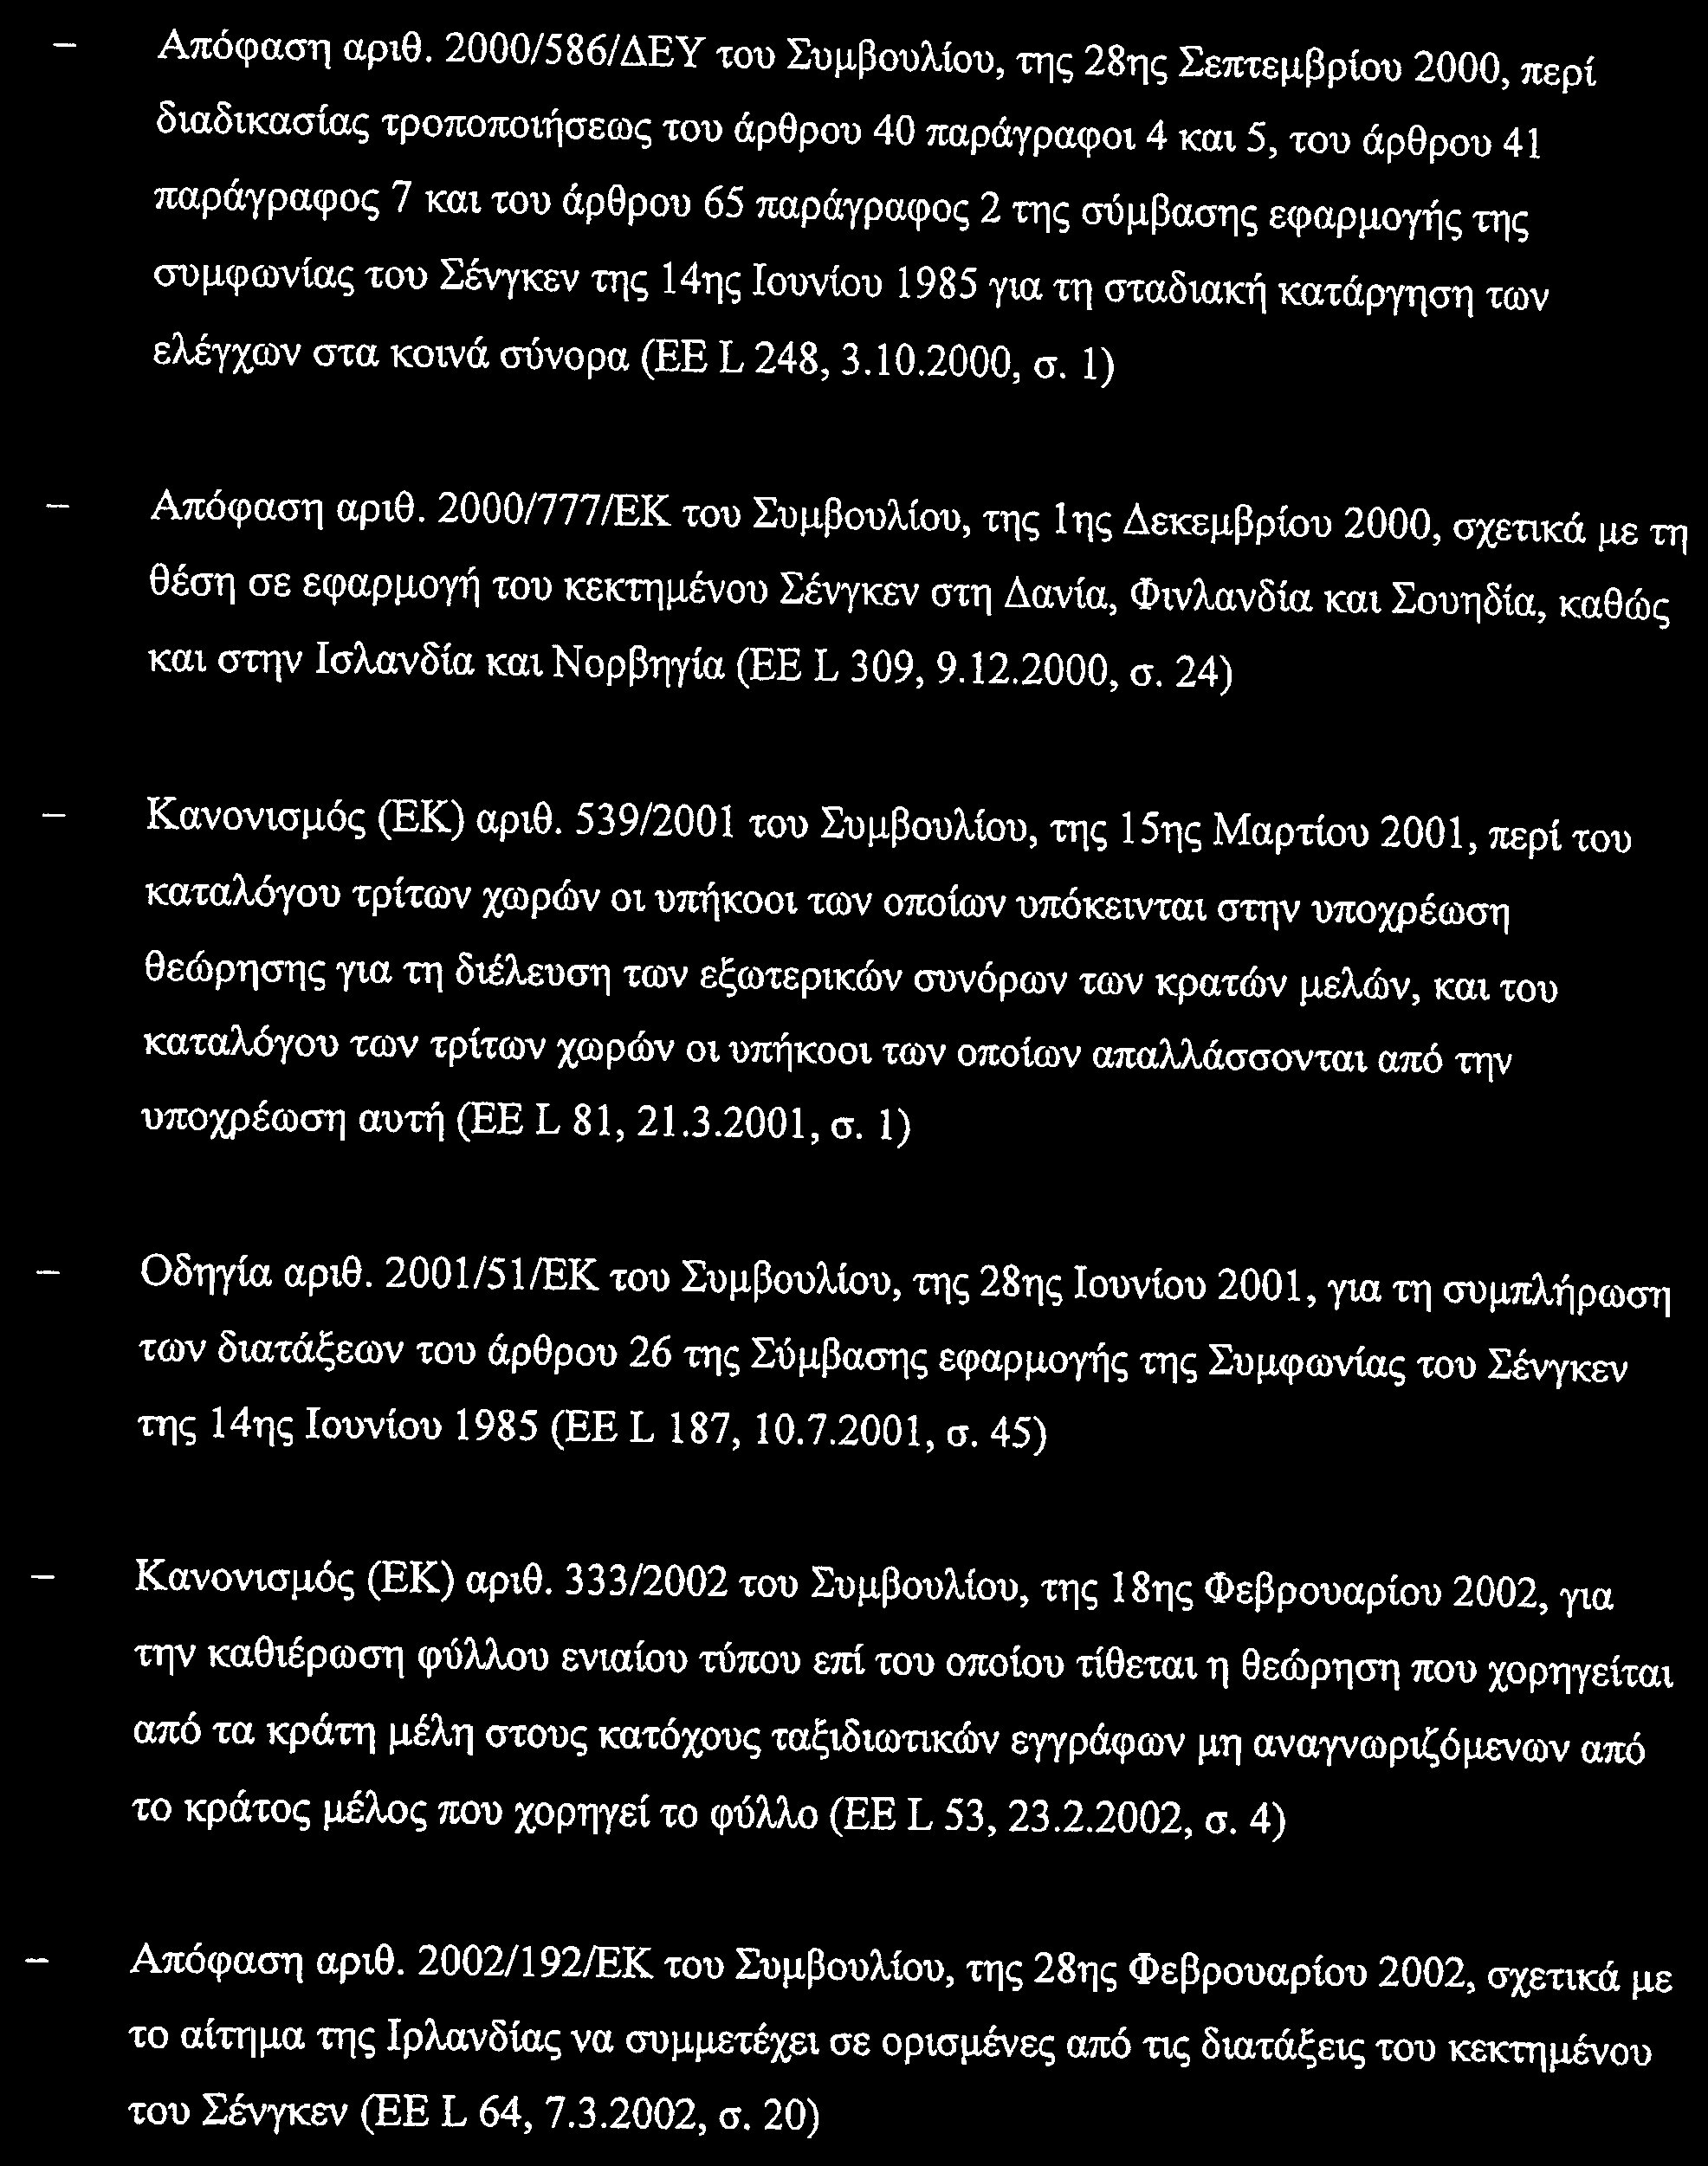 - Απόφαση αριθ. 2000/586/ΔΕΥ του Συμβουλίου, της 28ης Σεπτεμβρίου 2000, περί
διαδικασίας τροποποιήσεως του άρθρου 40 παράγραφοι 4 και 5, του άρθρου 41
παράγραφος 7 και του άρθρου 65 παράγραφος 2 της σύμβασης εφαρμογής της
συμφωνίας του Σένγκεν της 14ης Ιουνίου 1985 για τη σταδιακή κατάργηση των
ελέγχων στα κοινά σύνορα (ΕΕ L 248, 3.10.2000, σ. 1)
- Απόφαση αριθ. 2000/777/ΕΚ του Συμβουλίου, της 1ης Δεκεμβρίου 2000, σχετικά με τη
θέση σε εφαρμογή του κεκτημένου Σένγκεν στη Δανία, Φινλανδία και Σουηδία, καθώς
και στην Ισλανδία και Νορβηγία (ΕΕ L 309, 9.12.2000, σ. 24)
- Κανονισμός (ΕΚ) αριθ. 539/2001 του Συμβουλίου, της 15ης Μαρτίου 2001, περί του
καταλόγου τρίτων χωρών οι υπήκοοι των οποίων υπόκεινται στην υποχρέωση
θεώρησης για τη διέλευση των εξωτερικών συνόρων των κρατών μελών, και του
καταλόγου των τρίτων χωρών οι υπήκοοι των οποίων απαλλάσσονται από την
υποχρέωση αυτή (ΕΕ L 81, 21.3.2001, σ. 1)
- Οδηγία αριθ. 2001/51/ΕΚ του Συμβουλίου, της 28ης Ιουνίου 2001, για τη συμπλήρωση
των διατάξεων του άρθρου 26 της Σύμβασης εφαρμογής της Συμφωνίας του Σένγκεν
της 14ης Ιουνίου 1985 (ΕΕ L 187, 10.7.2001, σ. 45)
- Κανονισμός (ΕΚ) αριθ. 333/2002 του Συμβουλίου, της 18ης Φεβρουαρίου 2002, για
την καθιέρωση φύλλου ενιαίου τύπου επί του οποίου τίθεται η θεώρηση που χορηγείται
από τα κράτη μέλη στους κατόχους ταξιδιωτικών εγγράφων μη αναγνωριζόμενων από
το κράτος μέλος που χορηγεί το φύλλο (ΕΕ L 53, 23.2.2002, σ. 4)
- Απόφαση αριθ. 2002/192/ΕΚ του Συμβουλίου, της 28ης Φεβρουαρίου 2002, σχετικά με
το αίτημα της Ιρλανδίας να συμμετέχει σε ορισμένες από τις διατάξεις του κεκτημένου
του Σένγκεν (ΕΕ L 64, 7.3.2002, σ. 20)